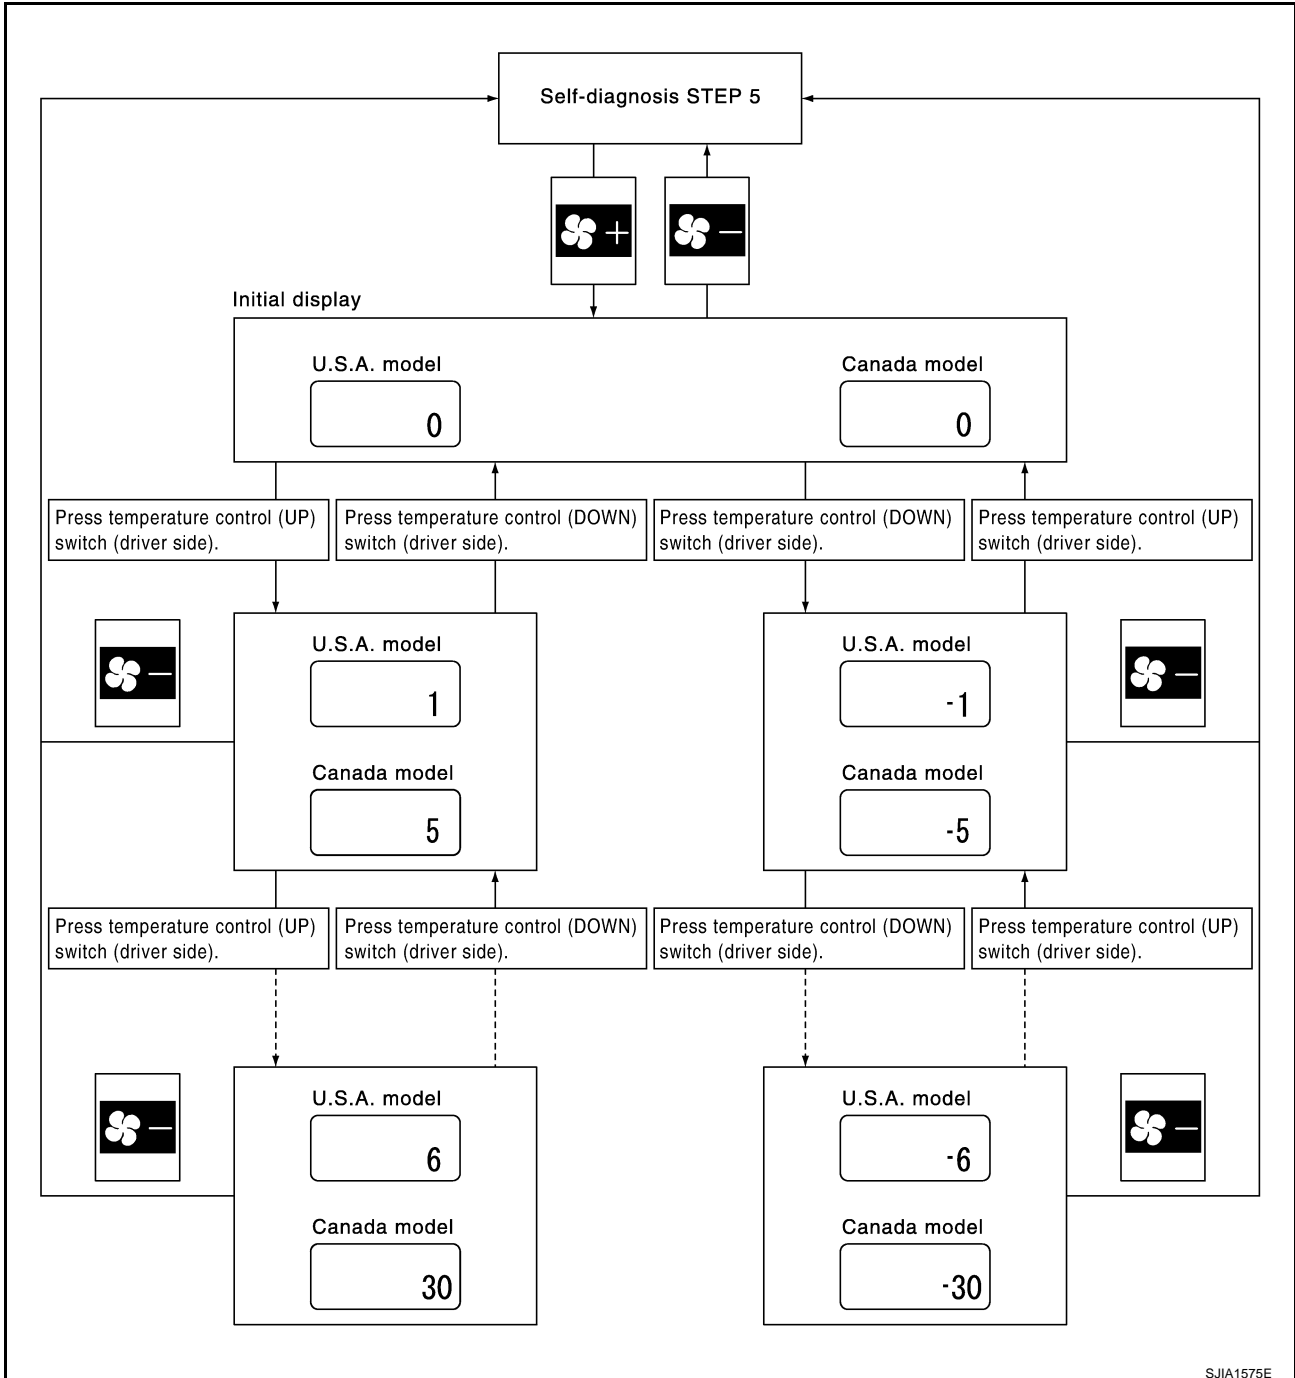 Self-diagnosis STEP 5
Initial display
U.S.A. model
Canada model
0
0
Press temperature control (UP)
switch (driver side).
Press temperature control (DOWN)
switch (driver side).
Press temperature control (DOWN)
switch (driver side).
Press temperature control (UP)
switch (driver side).
U.S.A. model
1
Canada model
5
U.S.A. model
-1
Canada model
-5
Press temperature control (UP)
switch (driver side).
Press temperature control (DOWN)
switch (driver side).
Press temperature control (DOWN)
switch (driver side).
Press temperature control (UP)
switch (driver side).
U.S.A. model
6
Canada model
30
U.S.A. model
-6
Canada model
-30
SJIA1575E